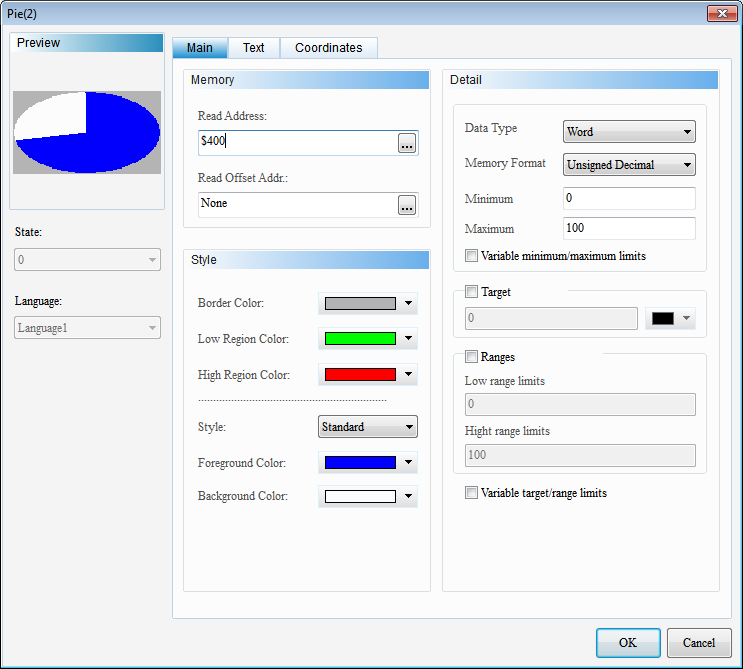 Pie(2)
Preview
State:
0
Language:
Language1
Main
Text
Coordinates
Memory
Read Address:
$400
...
Read Offset Addr.:
None
...
Style
Border Color:
Low Region Color:
High Region Color:
Style:
Standard
Foreground Color:
Background Color:
Detail
Data Type
Word
Memory Format
Unsigned Decimal
Minimum
0
Maximum
100
Variable minimum/maximum limits
Target
0
Ranges
Low range limits
0
Hight range limits
100
Variable target/range limits
OK
Cancel